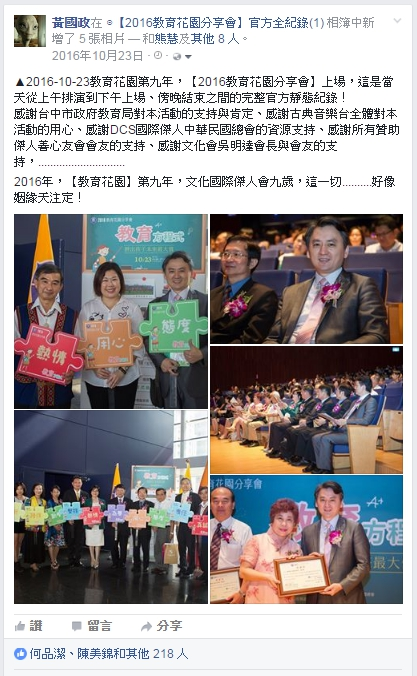 黃國政在【2016教育花園分享會】官方全紀錄(1) 相簿中新
增了 5 張相片 — 和熊慧及其他 8 人。
2016年10月23日
▲2016-10-23教育花園第九年，【2016教育花園分享會】上場，這是當
天從上午排演到下午上場、傍晚結束之間的完整官方靜態紀錄！
感謝台中市政府教育局對本活動的支持與肯定、感謝古典音樂台全體對本
活動的用心、感謝DCS國際傑人中華民國總會的資源支持、感謝所有贊助
傑人善心友會會友的支持、感謝文化會吳明達會長與會友的支
持，............................
2016年，【教育花園】第九年，文化國際傑人會九歲，這一切..........好像
姻緣天注定！
教育方程式
10/23
熱情
用心
態度
教育花園分享會
A+
教育
方程式
最大
讚 留言 分享
何品潔、陳美錦和其他 218 人